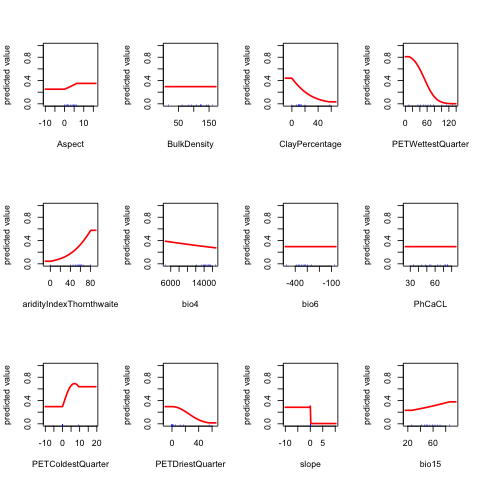 predicted value
0.0 0.4 0.8
-10 0 5 10
Aspect
predicted value
0.0 0.4 0.8
50 150
BulkDensity
predicted value
0.0 0.4 0.8
0 40
ClayPercentage
predicted value
0.0 0.4 0.8
0 40 80 120
PETWettestQuarter
predicted value
0.0 0.4 0.8
0 40 80
aridityIndexThornthwaite
predicted value
0.0 0.4 0.8
6000 14000
bio4
predicted value
0.0 0.4 0.8
-400 -100
bio6
predicted value
0.0 0.4 0.8
30 60
PhCaCL
predicted value
0.0 0.4 0.8
-10 0 10 20
PETColdestQuarter
predicted value
0.0 0.4 0.8
0 40
PETDriestQuarter
predicted value
0.0 0.4 0.8
-10 0 5
slope
predicted value
0.0 0.4 0.8
20 60
bio15